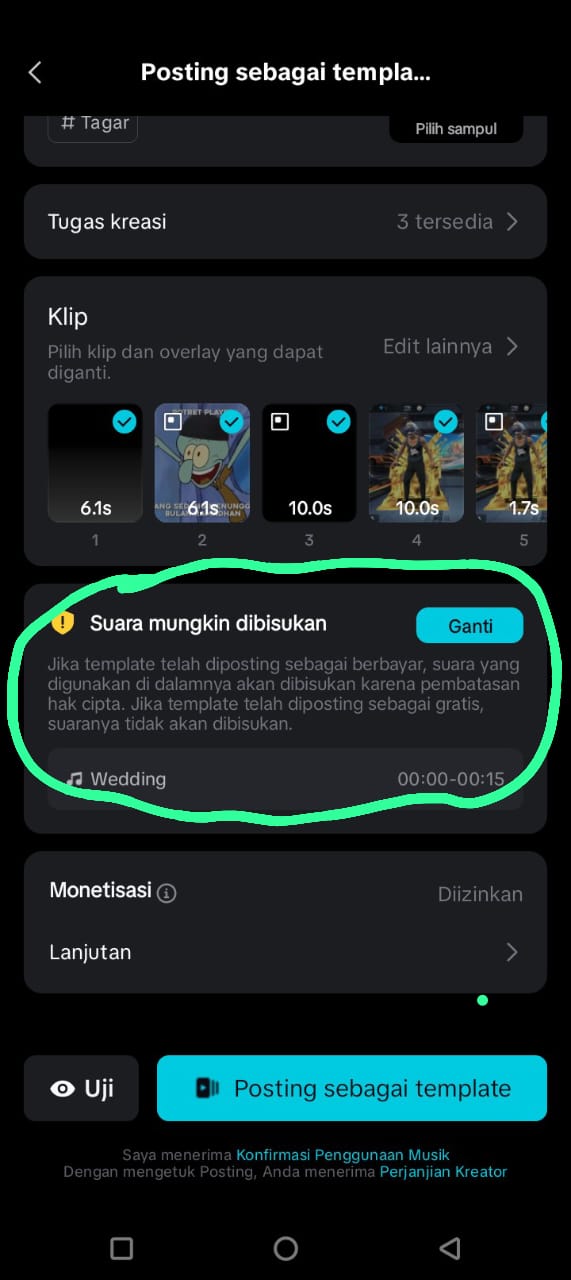 Posting sebagai templa...
# Tagar
Pilih sampul
Tugas kreasi
3 tersedia
Klip
Pilih klip dan overlay yang dapat
diganti.
Edit lainnya
6.1s
6.1s
10.0s
10.0s
1.7s
1
2
3
4
5
Suara mungkin dibisukan
Ganti
Jika template telah diposting sebagai berbayar, suara yang
digunakan di dalamnya akan dibisukan karena pembatasan
hak cipta. Jika template telah diposting sebagai gratis,
suaranya tidak akan dibisukan.
Wedding
00:00-00:15
Monetisasi
Diizinkan
Lanjutan
Uji
Posting sebagai template
Saya menerima Konfirmasi Penggunaan Musik
Dengan mengetuk Posting, Anda menerima Perjanjian Kreator